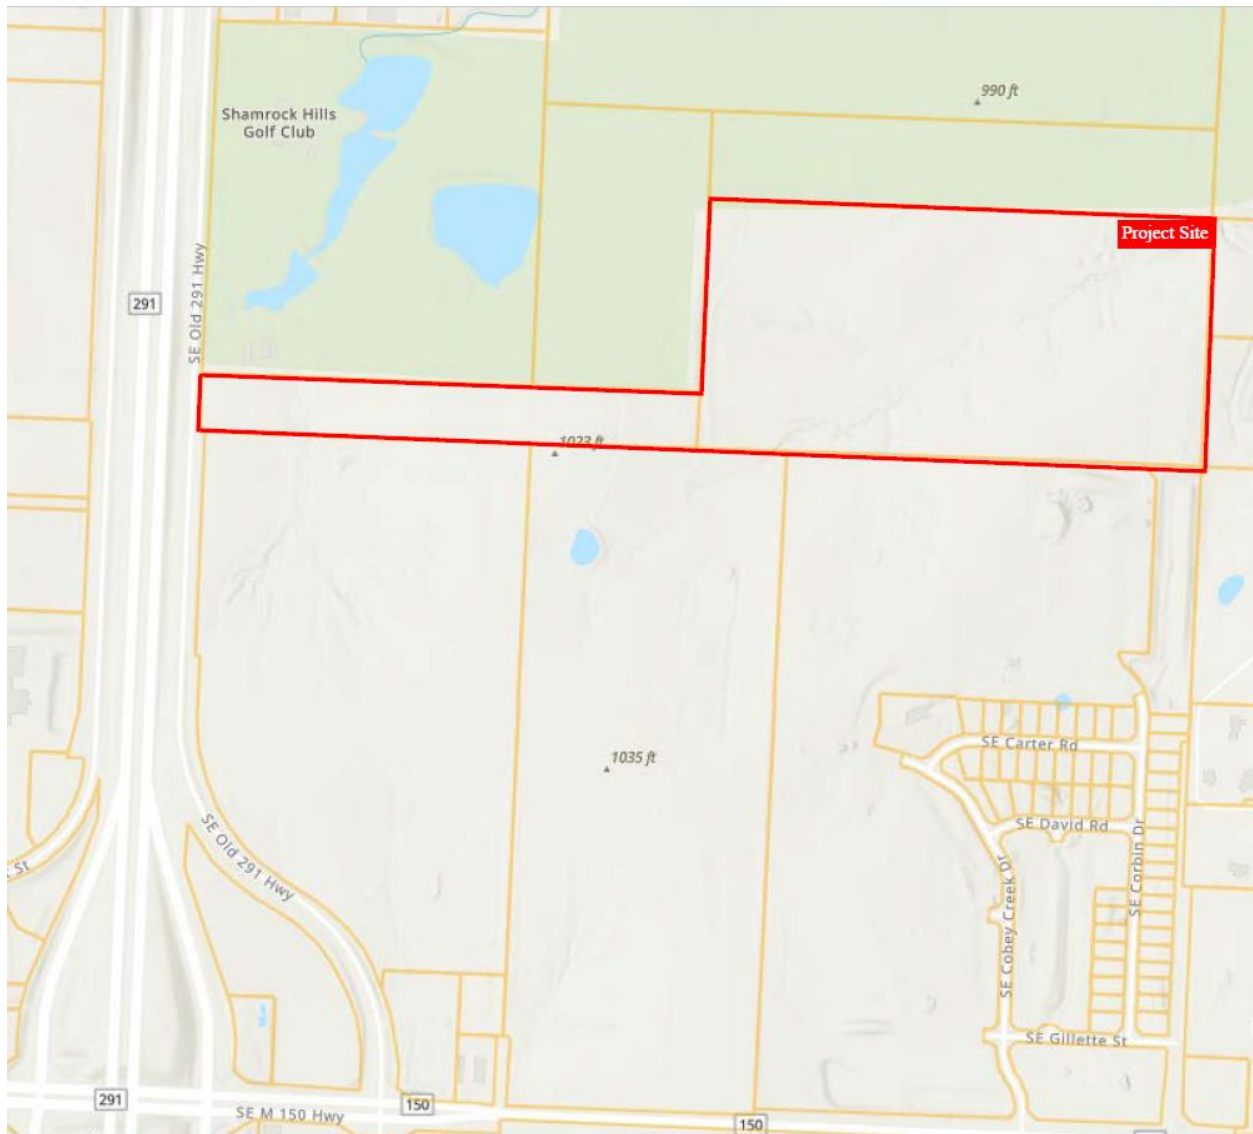 990 ft
Shamrock Hills
Golf Club
Project Site
291
SE Old 291 Hwy
1023 ft
1035 ft
SE Carter Rd
SE David Rd
SE Old 291 Hwy
St
SE Corbin Dr
SE Cobey Creek Dr
SE Gillette St
291
150
SE M 150 Hwy
150